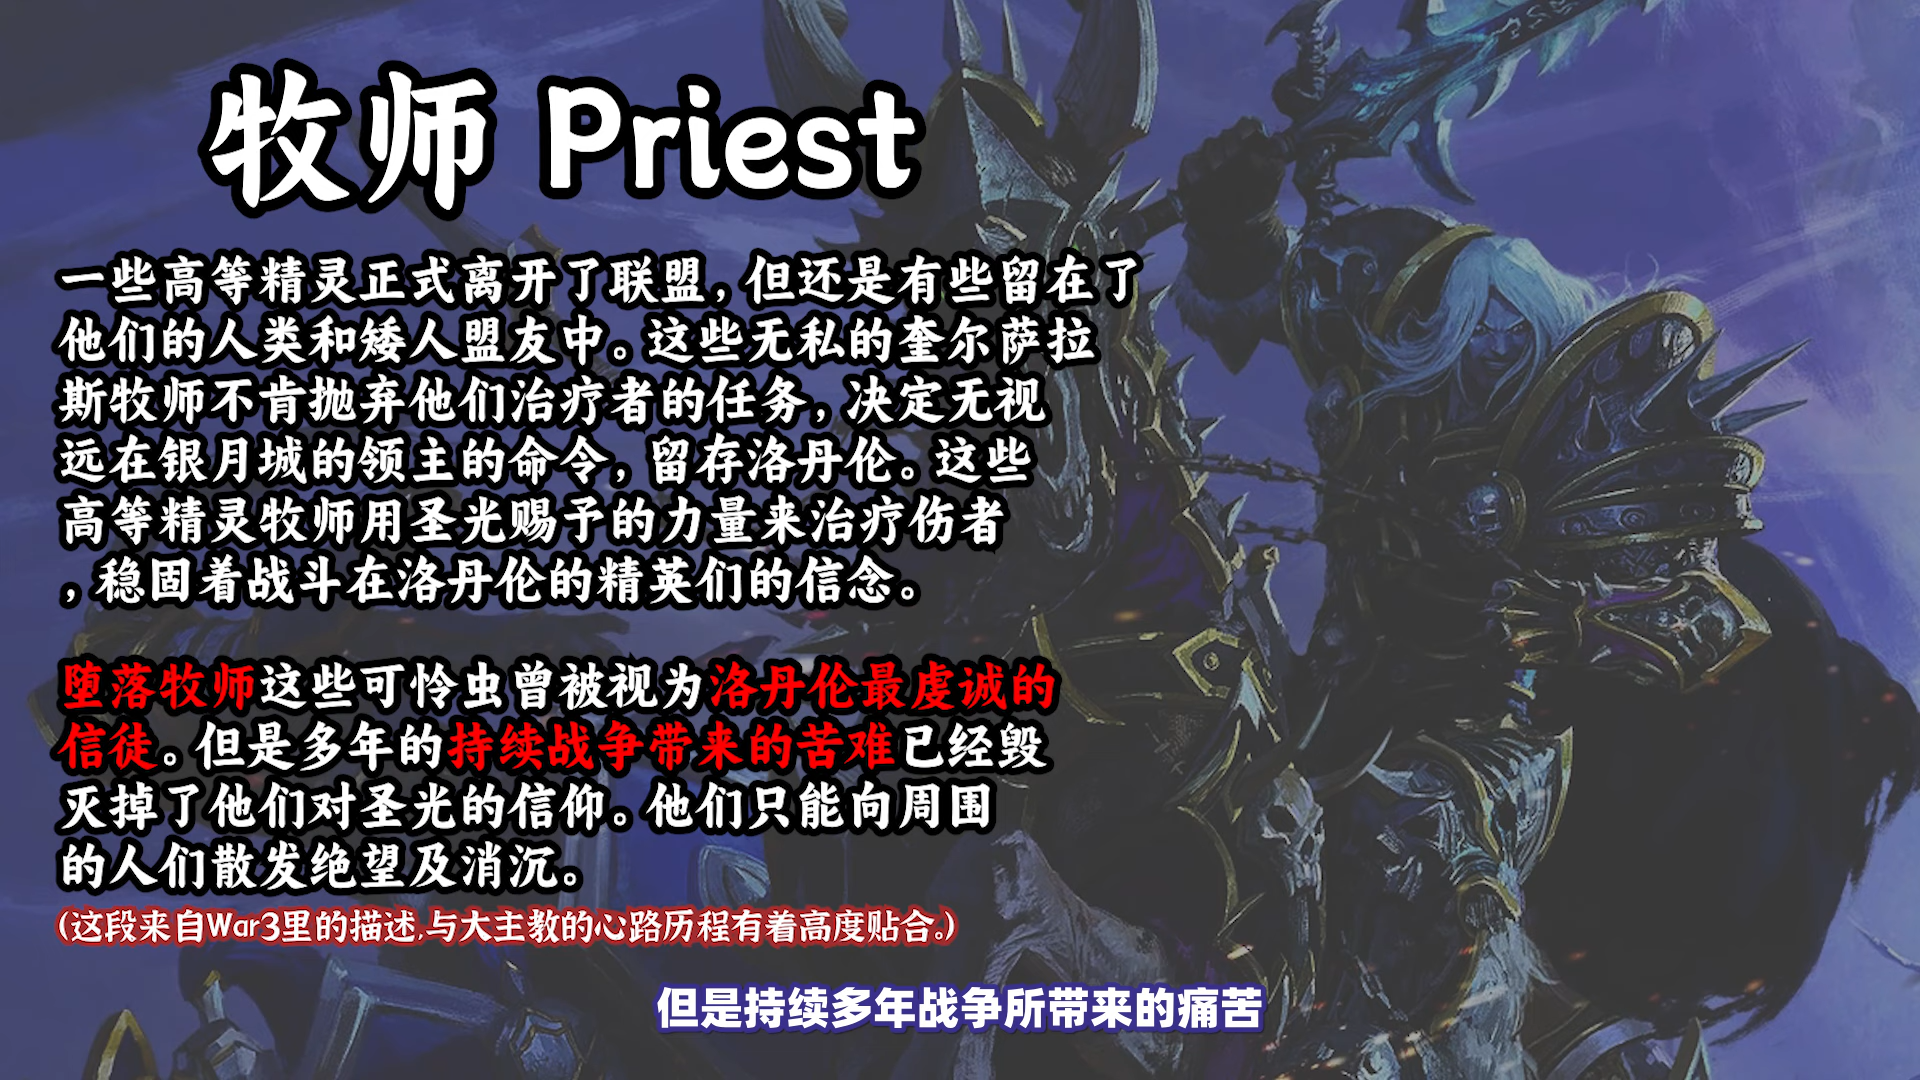 牧师 Priest
一些高等精灵正式离开了联盟，但还是有些留在了
他们的人类和矮人盟友中。这些无私的奎尔萨拉
斯牧师不肯抛弃他们治疗者的任务，决定无视
远在银月城的领主的命令，留存洛丹伦。这些
高等精灵牧师用圣光赐予的力量来治疗伤者
，稳固着战斗在洛丹伦的精英们的信念。
堕落牧师这些可怜虫曾被视为洛丹伦最虔诚的
信徒。但是多年的持续战争带来的苦难已经毁
灭掉了他们对圣光的信仰。他们只能向周围
的人们散发绝望及消沉。
(这段来自War3里的描述,与大主教的心路历程有着高度贴合。)
但是持续多年战争所带来的痛苦